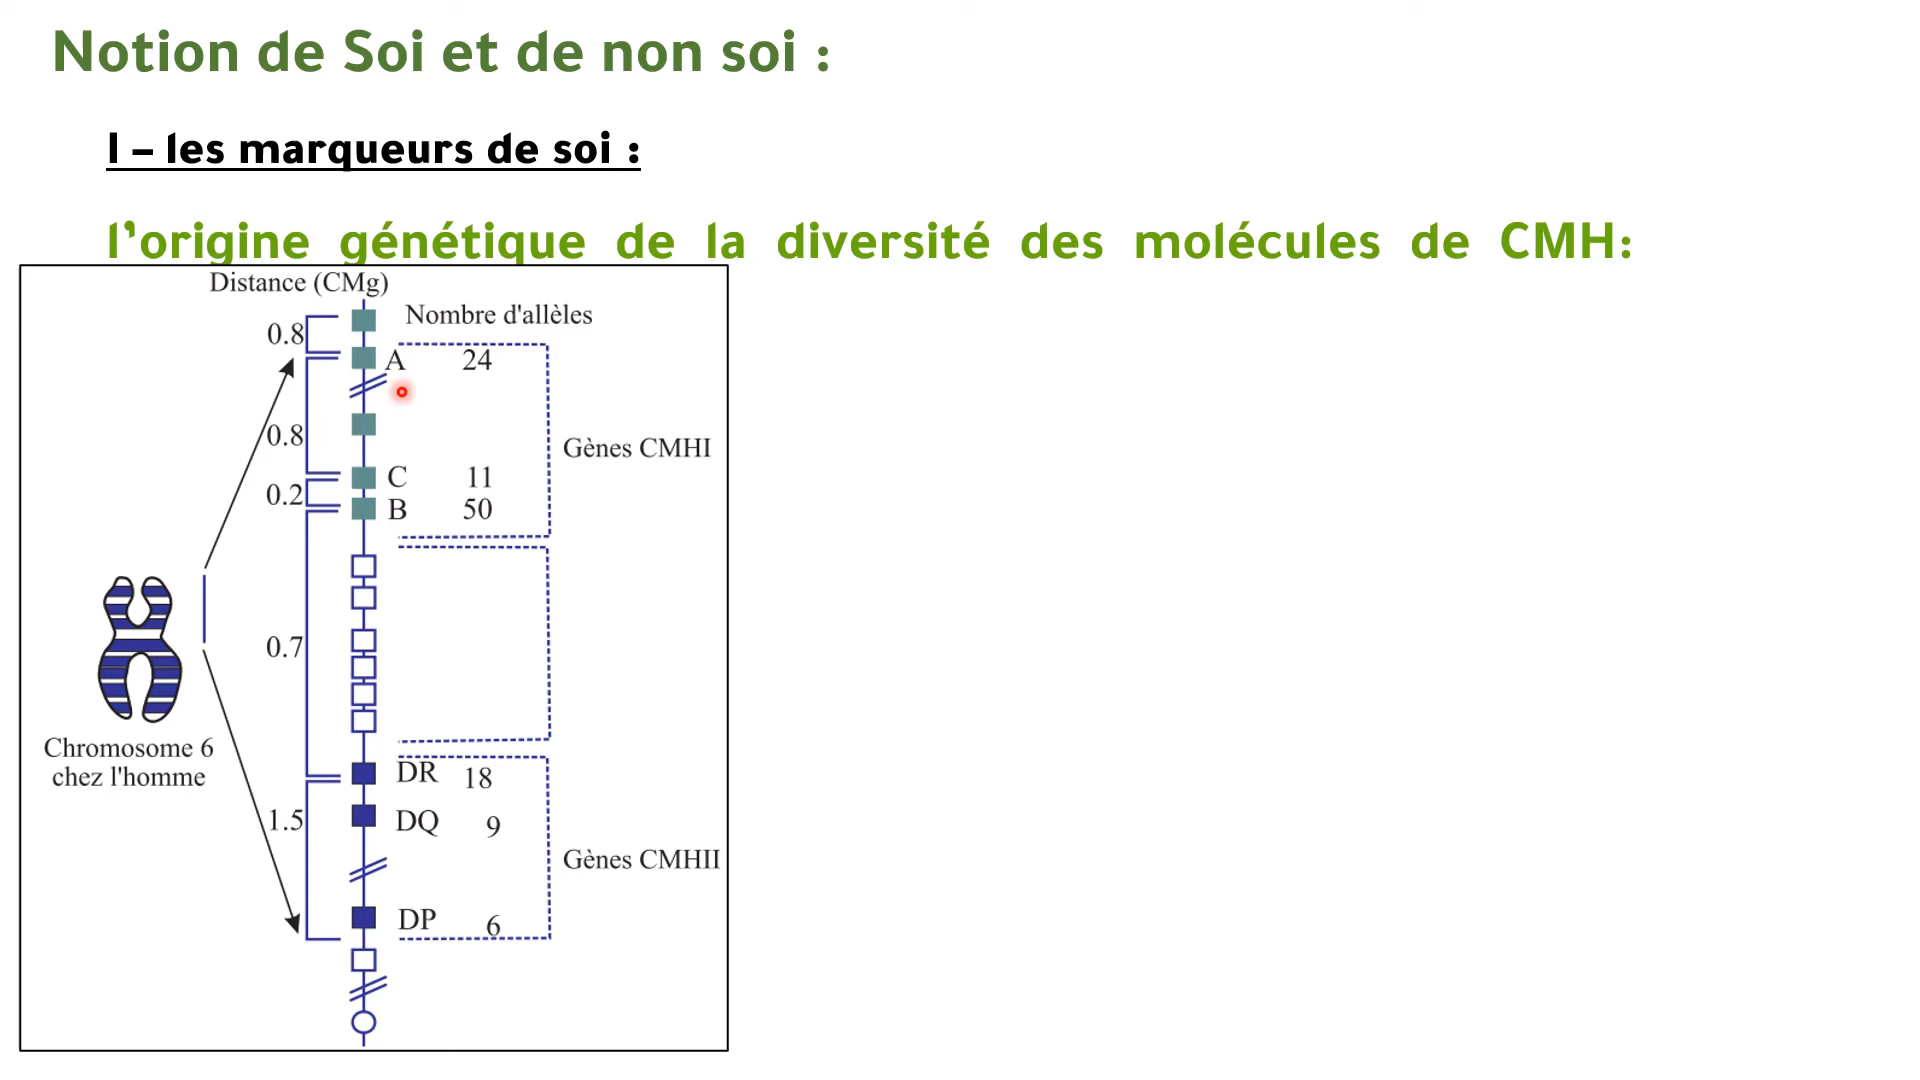 Notion de Soi et de non soi :
I – les marqueurs de soi :
l’origine génétique de la diversité des molécules de CMH:
Distance (CMg)
Nombre d'allèles
0.8
A 24
0.8
Gènes CMHI
C 11
0.2
B 50
0.7
Chromosome 6
chez l'homme
DR 18
1.5
DQ 9
Gènes CMHII
DP 6